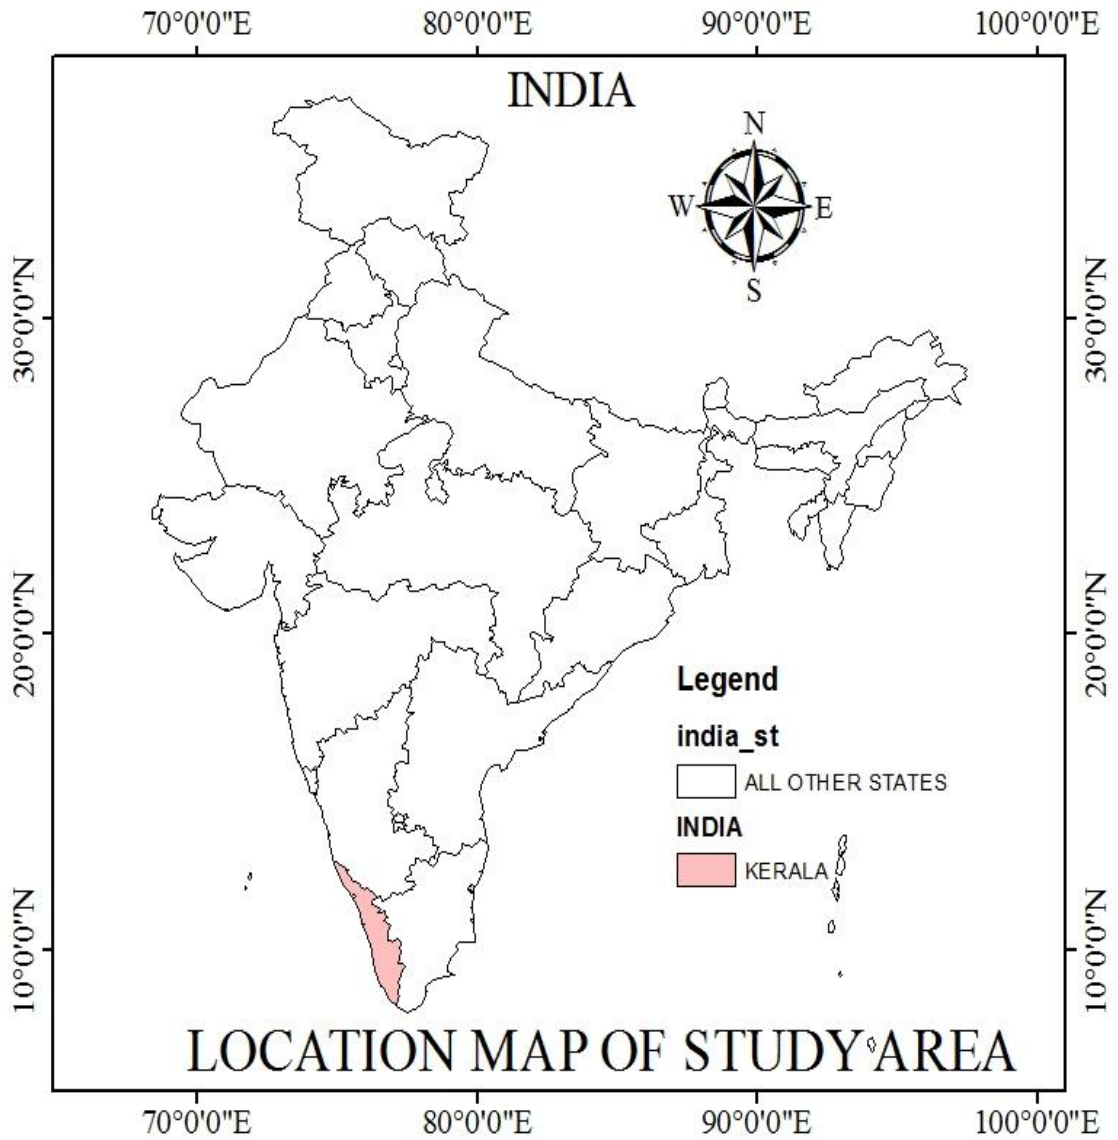 70°0'0"E 80°0'0"E 90°0'0"E 100°0'0"E
INDIA
N
W E
S
30°0'0"N 30°0'0"N
20°0'0"N 20°0'0"N
Legend
india_st
ALL OTHER STATES
INDIA
KERALA
10°0'0"N 10°0'0"N
LOCATION MAP OF STUDY AREA
70°0'0"E 80°0'0"E 90°0'0"E 100°0'0"E